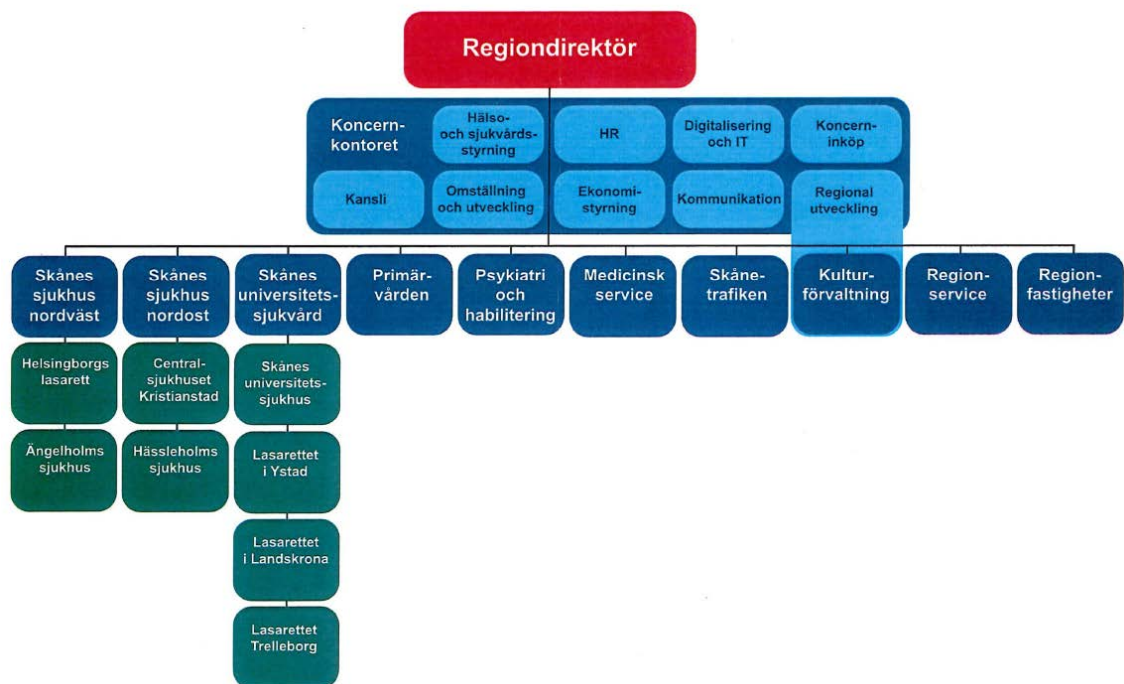 Regiondirektör
Koncern-
kontoret
Hälso-
och sjukvårds-
styrning
HR
Digitalisering
och IT
Koncern-
inköp
Kansli
Omställning
och utveckling
Ekonomi-
styrning
Kommunikation
Regional
utveckling
Skånes
sjukhus
nordväst
Skånes
sjukhus
nordost
Skånes
universitets-
sjukvård
Primär-
vården
Psykiatri
och
habilitering
Medicinsk
service
Skåne-
trafiken
Kultur-
förvaltning
Region-
service
Region-
fastigheter
Helsingborgs
lasarett
Central-
sjukhuset
Kristianstad
Skånes
universitets-
sjukhus
Ängelholms
sjukhus
Hässleholms
sjukhus
Lasarettet
i Ystad
Lasarettet
i Landskrona
Lasarettet
Trelleborg